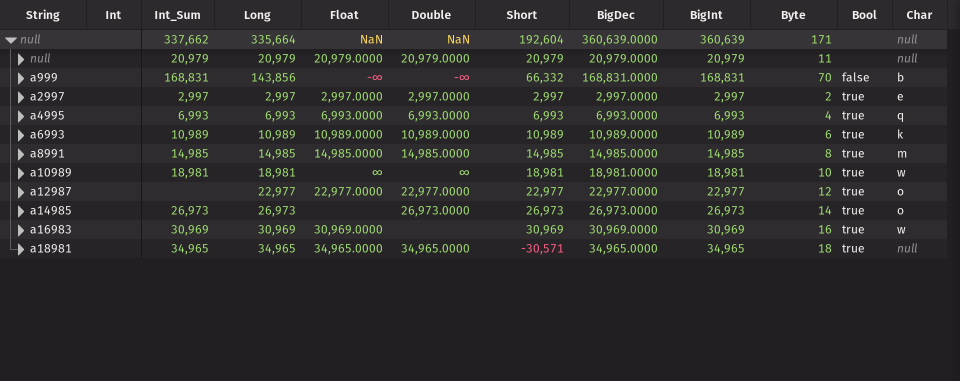 String Int Int_Sum Long Float Double Short BigDec BigInt Byte Bool Char
null 337,662 335,664 NaN NaN 192,604 360,639.0000 360,639 171 null
null 20,979 20,979 20,979.0000 20,979.0000 20,979 20,979.0000 20,979 11 null
a999 168,831 143,856 -∞ -∞ 66,332 168,831.0000 168,831 70 false b
a2997 2,997 2,997 2,997.0000 2,997.0000 2,997 2,997.0000 2,997 2 true e
a4995 6,993 6,993 6,993.0000 6,993.0000 6,993 6,993.0000 6,993 4 true q
a6993 10,989 10,989 10,989.0000 10,989.0000 10,989 10,989.0000 10,989 6 true k
a8991 14,985 14,985 14,985.0000 14,985.0000 14,985 14,985.0000 14,985 8 true m
a10989 18,981 18,981 ∞ ∞ 18,981 18,981.0000 18,981 10 true w
a12987 22,977 22,977.0000 22,977.0000 22,977 22,977.0000 22,977 12 true o
a14985 26,973 26,973 26,973.0000 26,973 26,973.0000 26,973 14 true o
a16983 30,969 30,969 30,969.0000 30,969 30,969.0000 30,969 16 true w
a18981 34,965 34,965 34,965.0000 34,965.0000 -30,571 34,965.0000 34,965 18 true null